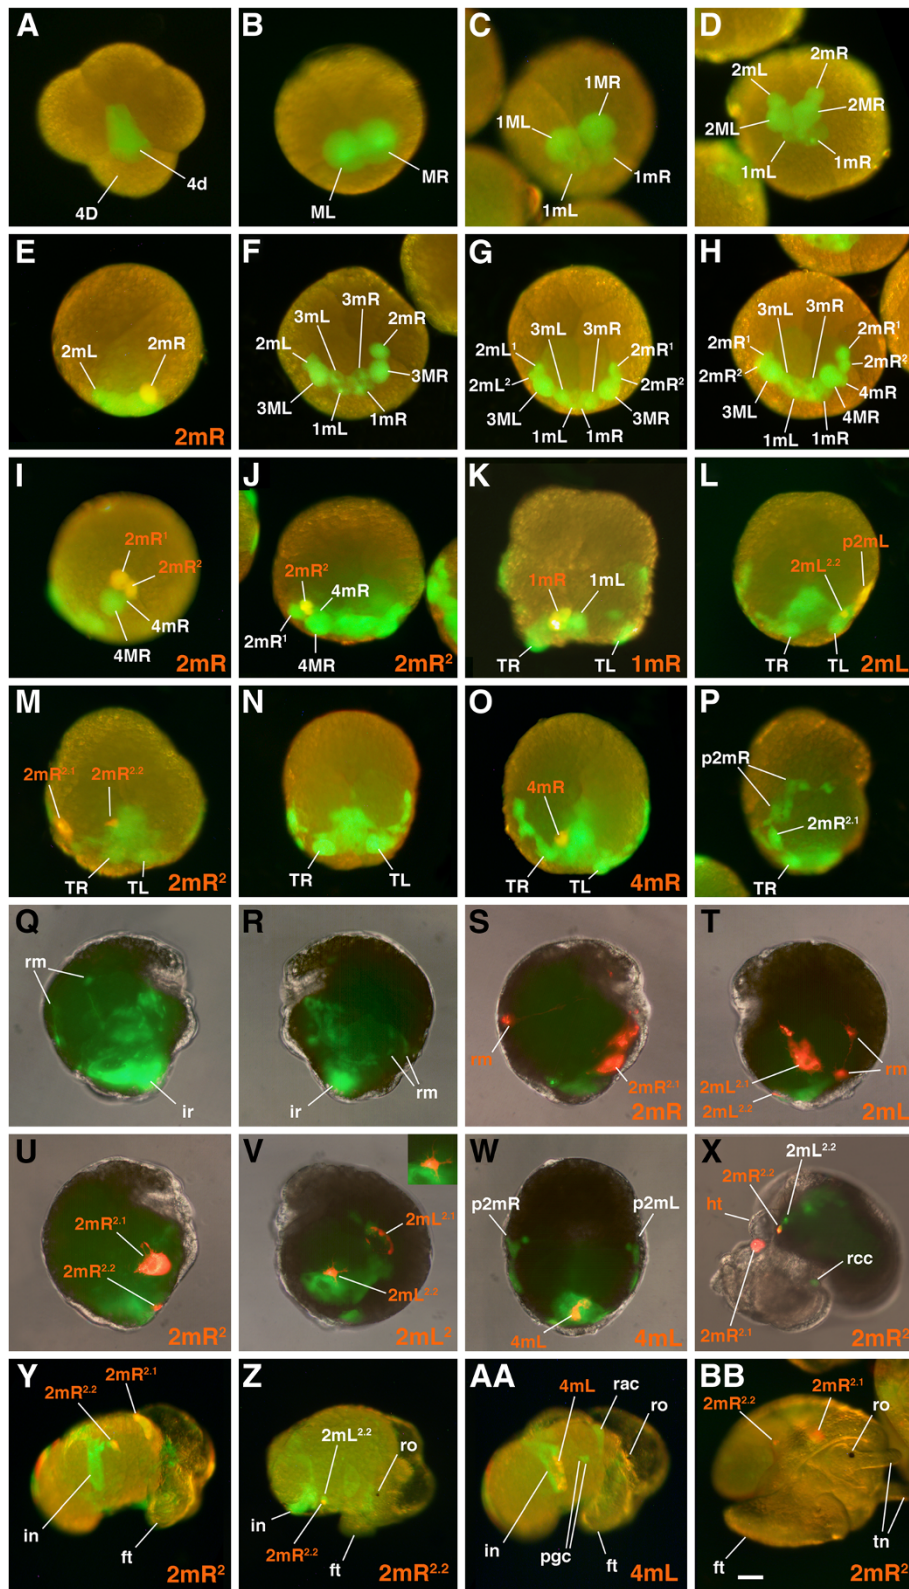 A
4d
4D
B
MR
ML
C
1MR
1ML
1mR
1mL
D
2mR
2mL
2MR
2ML
1mL
1mR
E
2mL
2mR
2mR
F
3mR
3mL
2mR
2mL
3MR
3ML
1mL
1mR
G
3mL 3mR
2mL¹
2mR¹
2mL²
2mR²
3ML
3MR
1mL 1mR
H
3mR
3mL
2mR¹
2mR¹
2mR²
2mR²
4mR
3ML
4MR
1mL 1mR
I
2mR¹
2mR²
4mR
4MR
2mR
J
2mR²
4mR
2mR¹
4MR
2mR²
K
1mR
1mL
TR
TL
1mR
L
p2mL
2mL²·²
TR
TL
2mL
M
2mR²·¹
2mR²·²
TR
TL
2mR²
N
TR
TL
O
4mR
TR
TL
4mR
P
p2mR
2mR²·¹
TR
Q
rm
ir
R
rm
ir
S
rm
2mR²·¹
2mR
T
2mL²·¹
rm
2mL²·²
2mL
U
2mR²·¹
2mR²·²
2mR²
V
2mL²·¹
2mL²·²
2mL²
W
p2mR
p2mL
4mL
4mL
X
2mL²·²
2mR²·²
ht
rcc
2mR²·¹
2mR²
Y
2mR²·¹
2mR²·²
in
ft
2mR²
Z
2mL²·²
ro
in
2mR²·²
ft
2mR²·²
AA
4mL
rac
ro
in
pgc
ft
4mL
BB
2mR²·¹
2mR²·²
ro
tn
ft
2mR²